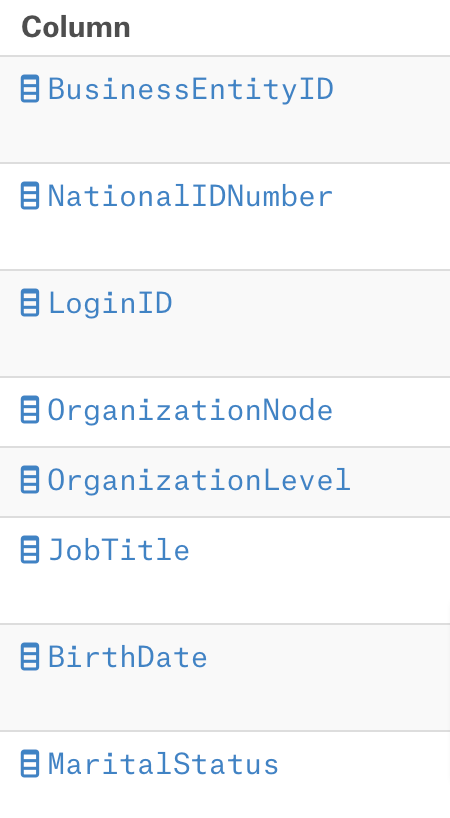 Column
BusinessEntityID
NationalIDNumber
LoginID
OrganizationNode
OrganizationLevel
JobTitle
BirthDate
MaritalStatus